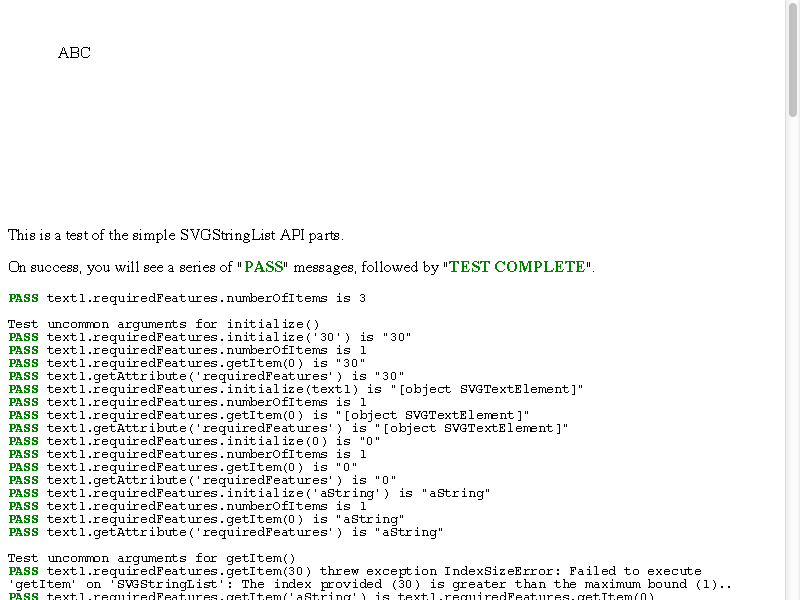 ABC
This is a test of the simple SVGStringList API parts.
On success, you will see a series of "PASS" messages, followed by "TEST COMPLETE".
PASS text1.requiredFeatures.numberOfItems is 3
Test uncommon arguments for initialize()
PASS text1.requiredFeatures.initialize('30') is "30"
PASS text1.requiredFeatures.numberOfItems is 1
PASS text1.requiredFeatures.getItem(0) is "30"
PASS text1.getAttribute('requiredFeatures') is "30"
PASS text1.requiredFeatures.initialize(text1) is "[object SVGTextElement]"
PASS text1.requiredFeatures.numberOfItems is 1
PASS text1.requiredFeatures.getItem(0) is "[object SVGTextElement]"
PASS text1.getAttribute('requiredFeatures') is "[object SVGTextElement]"
PASS text1.requiredFeatures.initialize(0) is "0"
PASS text1.requiredFeatures.numberOfItems is 1
PASS text1.requiredFeatures.getItem(0) is "0"
PASS text1.getAttribute('requiredFeatures') is "0"
PASS text1.requiredFeatures.initialize('aString') is "aString"
PASS text1.requiredFeatures.numberOfItems is 1
PASS text1.requiredFeatures.getItem(0) is "aString"
PASS text1.getAttribute('requiredFeatures') is "aString"
Test uncommon arguments for getItem()
PASS text1.requiredFeatures.getItem(30) threw exception IndexSizeError: Failed to execute
'getItem' on 'SVGStringList': The index provided (30) is greater than the maximum bound (1)..
PASS text1.requiredFeatures.getItem('aString') is text1.requiredFeatures.getItem(0)